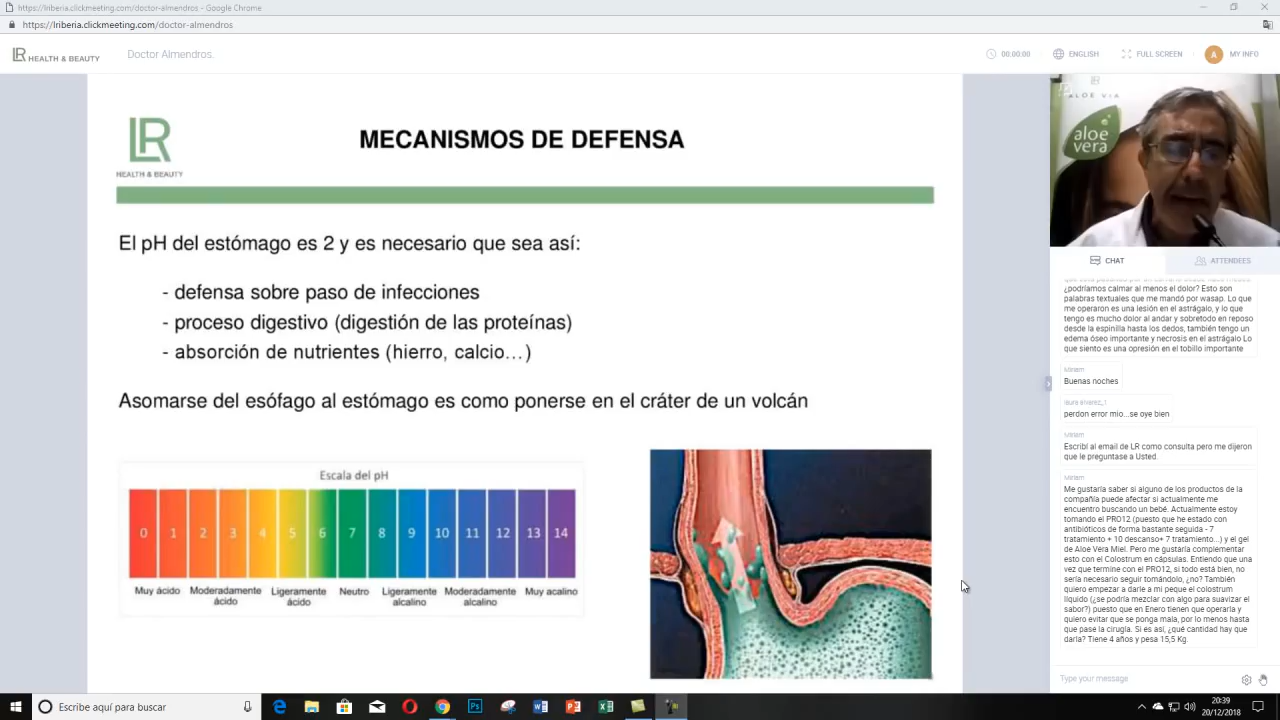 https://lriberia.clickmeeting.com/doctor-almendros - Google Chrome
https://lriberia.clickmeeting.com/doctor-almendros
LR HEALTH & BEAUTY
Doctor Almendros.
00:00:00
ENGLISH
FULL SCREEN
A
MY INFO
LR
HEALTH & BEAUTY
MECANISMOS DE DEFENSA
El pH del estómago es 2 y es necesario que sea así:
- defensa sobre paso de infecciones
- proceso digestivo (digestión de las proteínas)
- absorción de nutrientes (hierro, calcio…)
Asomarse del esófago al estómago es como ponerse en el cráter de un volcán
Escala del pH
0 1 2 3 4 5 6 7 8 9 10 11 12 13 14
Muy ácido
Moderadamente
ácido
Ligeramente
ácido
Neutro
Ligeramente
alcalino
Moderadamente
alcalino
Muy acalino
ALOE VIA
aloe
vera
CHAT
ATTENDEES
¿podríamos calmar al menos el dolor? Esto son
palabras textuales que me mandó por wasap. Lo que
me operaron es una lesión en el astrágalo, y lo que
tengo es mucho dolor al andar y sobretodo en reposo
desde la espinilla hasta los dedos, también tengo un
edema óseo importante y necrosis en el astrágalo Lo
que siento es una opresión en el tobillo importante
Miriam
Buenas noches
perdon error mio...se oye bien
Miriam
Escribí al email de LR como consulta pero me dijeron
que le preguntase a Usted.
Miriam
Me gustaría saber si alguno de los productos de la
compañía puede afectar si actualmente me
encuentro buscando un bebé. Actualmente estoy
tomando el PRO12 (puesto que he estado con
antibióticos de forma bastante seguida - 7
tratamiento + 10 descanso+ 7 tratamiento...) y el gel
de Aloe Vera Miel. Pero me gustaría complementar
esto con el Colostrum en cápsulas. Entiendo que una
vez que termine con el PRO12, si todo está bien, no
sería necesario seguir tomándolo, ¿no? También
quiero empezar a darle a mi peque el colostrum
líquido (¿se podría mezclar con algo para suavizar el
sabor?) puesto que en Enero tienen que operarla y
quiero evitar que se ponga mala, por lo menos hasta
que pase la cirugía. Si es así, ¿qué cantidad hay que
darla? Tiene 4 años y pesa 15,5 Kg.
Type your message
Escribe aquí para buscar
20:39
20/12/2018